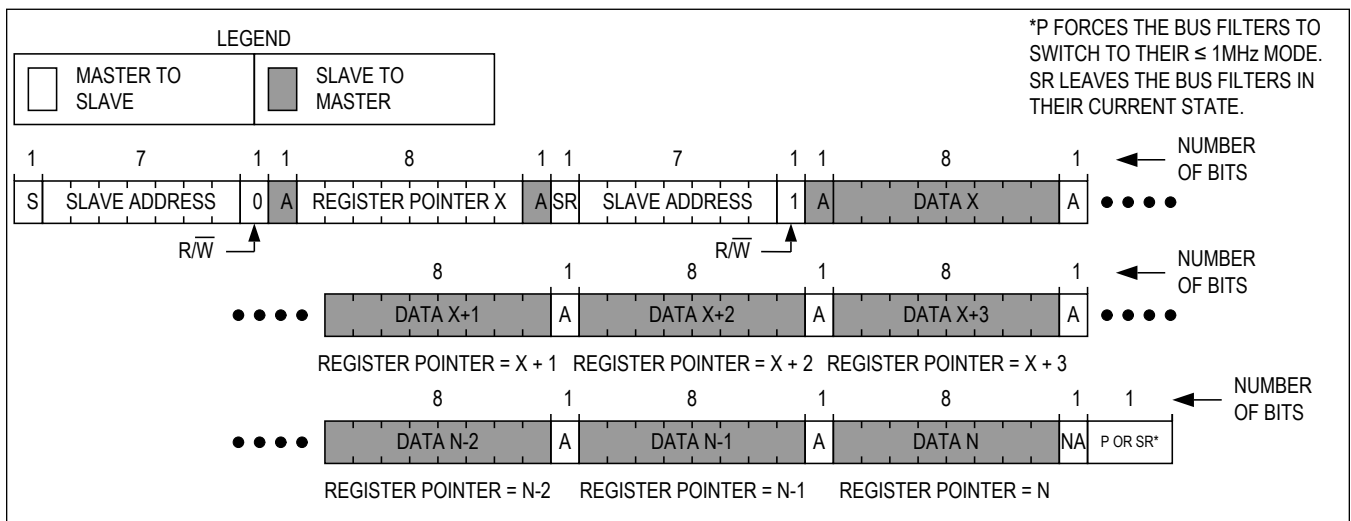 LEGEND
MASTER TO SLAVE
SLAVE TO MASTER
*P FORCES THE BUS FILTERS TO
SWITCH TO THEIR ≤ 1MHz MODE.
SR LEAVES THE BUS FILTERS IN
THEIR CURRENT STATE.
1 7 1 1 8 1 1 7 1 1 8 1 NUMBER OF BITS
S SLAVE ADDRESS 0 A REGISTER POINTER X A SR SLAVE ADDRESS 1 A DATA X A
R/W̅ R/W̅
8 1 8 1 8 1 NUMBER OF BITS
DATA X+1 A DATA X+2 A DATA X+3 A
REGISTER POINTER = X + 1 REGISTER POINTER = X + 2 REGISTER POINTER = X + 3
8 1 8 1 8 1 1 NUMBER OF BITS
DATA N-2 A DATA N-1 A DATA N NA P OR SR*
REGISTER POINTER = N-2 REGISTER POINTER = N-1 REGISTER POINTER = N